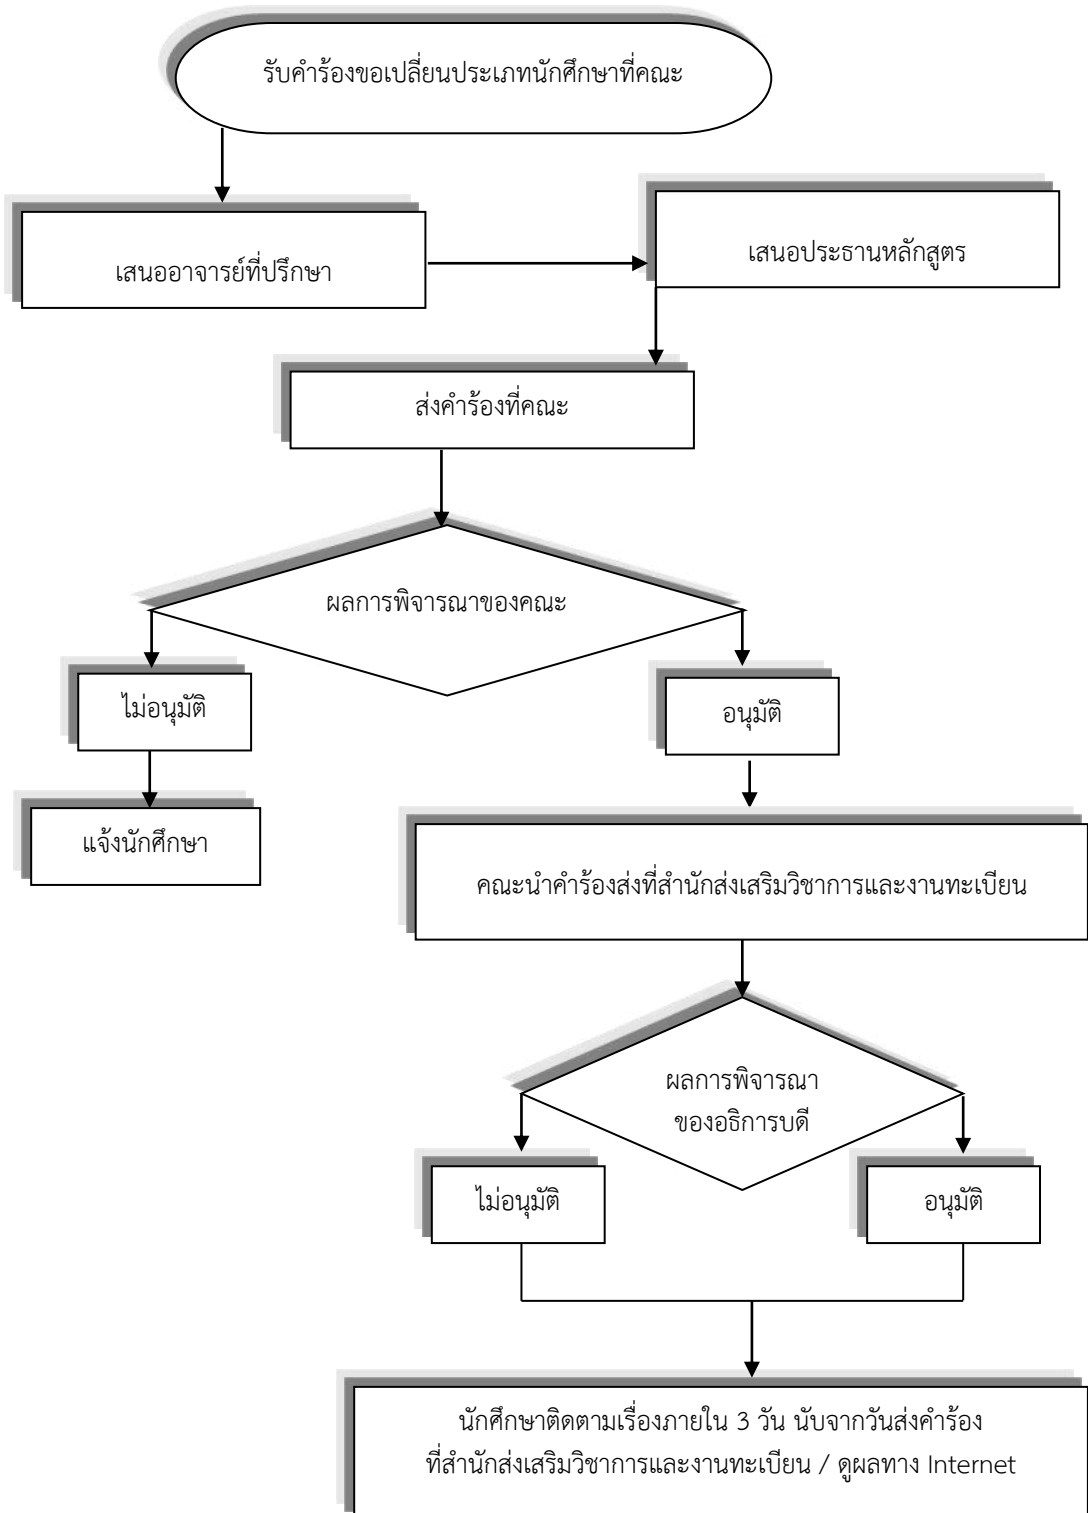 รับคำร้องขอเปลี่ยนประเภทนักศึกษาที่คณะ
เสนออาจารย์ที่ปรึกษา
เสนอประธานหลักสูตร
ส่งคำร้องที่คณะ
ผลการพิจารณาของคณะ
ไม่อนุมัติ
อนุมัติ
แจ้งนักศึกษา
คณะนำคำร้องส่งที่สำนักส่งเสริมวิชาการและงานทะเบียน
ผลการพิจารณา
ของอธิการบดี
ไม่อนุมัติ
อนุมัติ
นักศึกษาติดตามเรื่องภายใน 3 วัน นับจากวันส่งคำร้อง
ที่สำนักส่งเสริมวิชาการและงานทะเบียน / ดูผลทาง Internet